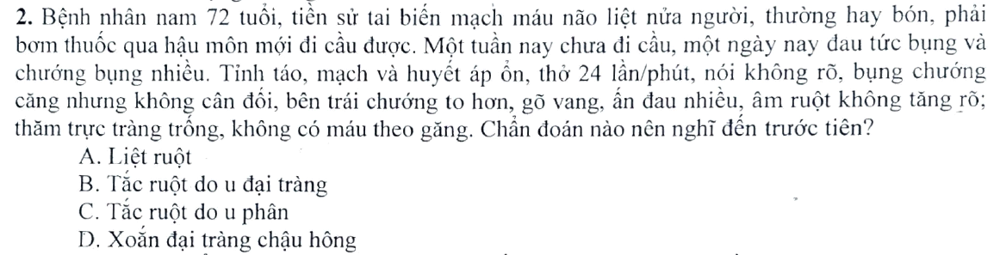 2. Bệnh nhân nam 72 tuổi, tiền sử tai biến mạch máu não liệt nửa người, thường hay bón, phải
bơm thuốc qua hậu môn mới đi cầu được. Một tuần nay chưa đi cầu, một ngày nay đau tức bụng và
chướng bụng nhiều. Tỉnh táo, mạch và huyết áp ổn, thở 24 lần/phút, nói không rõ, bụng chướng
căng nhưng không cân đối, bên trái chướng to hơn, gõ vang, ấn đau nhiều, âm ruột không tăng rõ;
thăm trực tràng trống, không có máu theo găng. Chẩn đoán nào nên nghĩ đến trước tiên?
A. Liệt ruột
B. Tắc ruột do u đại tràng
C. Tắc ruột do u phân
D. Xoắn đại tràng chậu hông